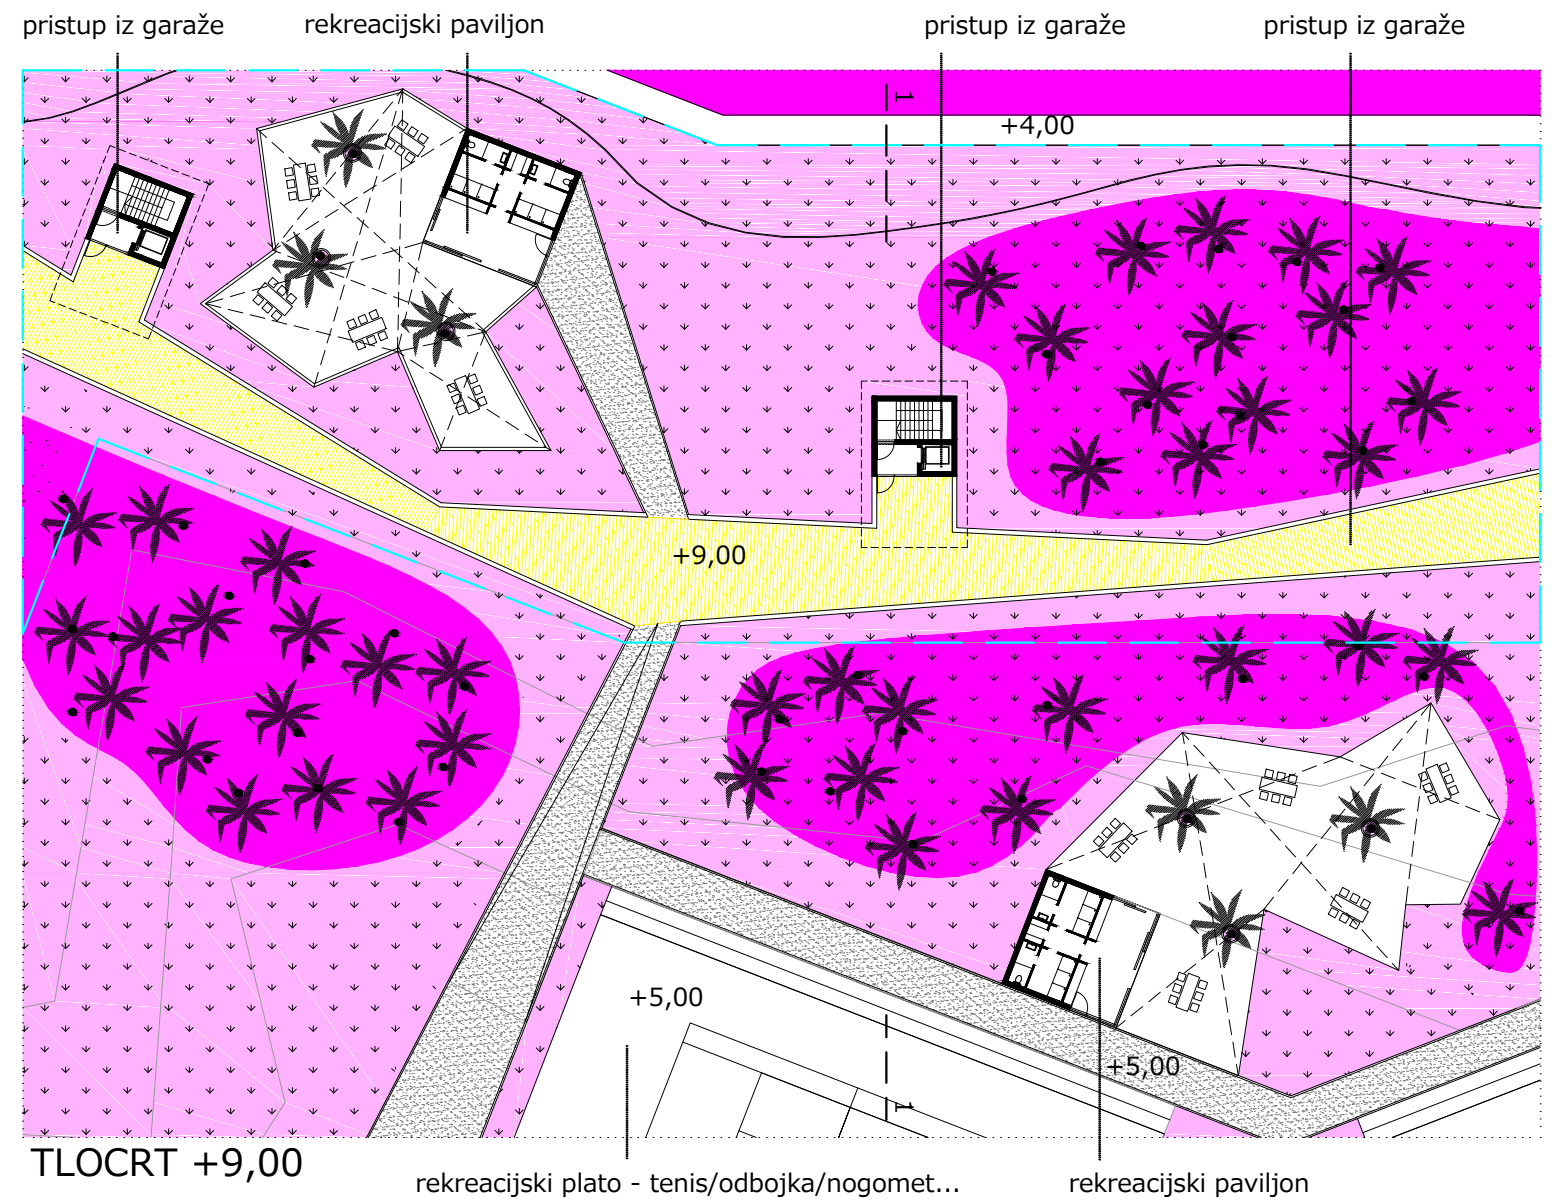 pristup iz garaže
rekreacijski paviljon
pristup iz garaže
pristup iz garaže
1
+4,00
+9,00
+5,00
+5,00
1
TLOCRT +9,00
rekreacijski plato - tenis/odbojka/nogomet...
rekreacijski paviljon